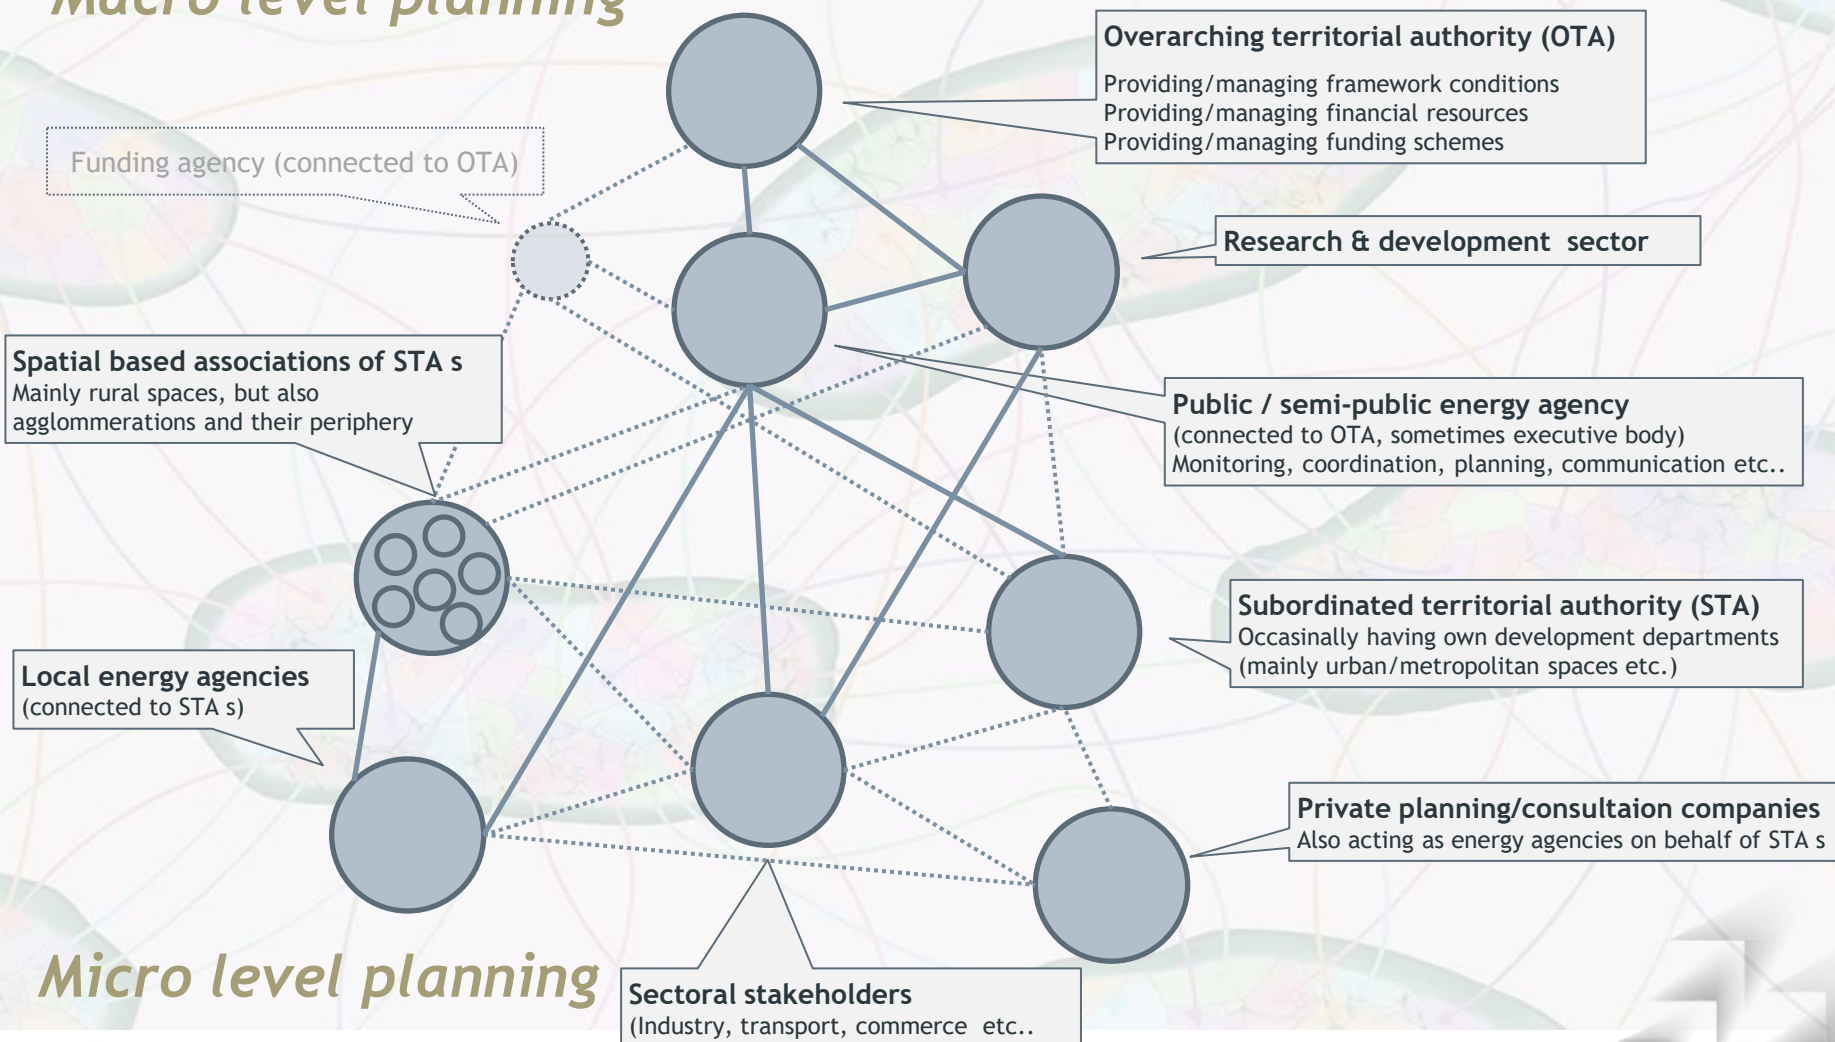 Macro level planning
Overarching territorial authority (OTA)
Providing/managing framework conditions
Providing/managing financial resources
Providing/managing funding schemes
Funding agency (connected to OTA)
Research & development  sector
Spatial based associations of STA s
Mainly rural spaces, but also
agglommerations and their periphery
Public / semi-public energy agency
(connected to OTA, sometimes executive body)
Monitoring, coordination, planning, communication etc..
Subordinated territorial authority (STA)
Occasinally having own development departments
(mainly urban/metropolitan spaces etc.)
Local energy agencies
(connected to STA s)
Private planning/consultaion companies
Also acting as energy agencies on behalf of STA s
Micro level planning
Sectoral stakeholders
(Industry, transport, commerce  etc..